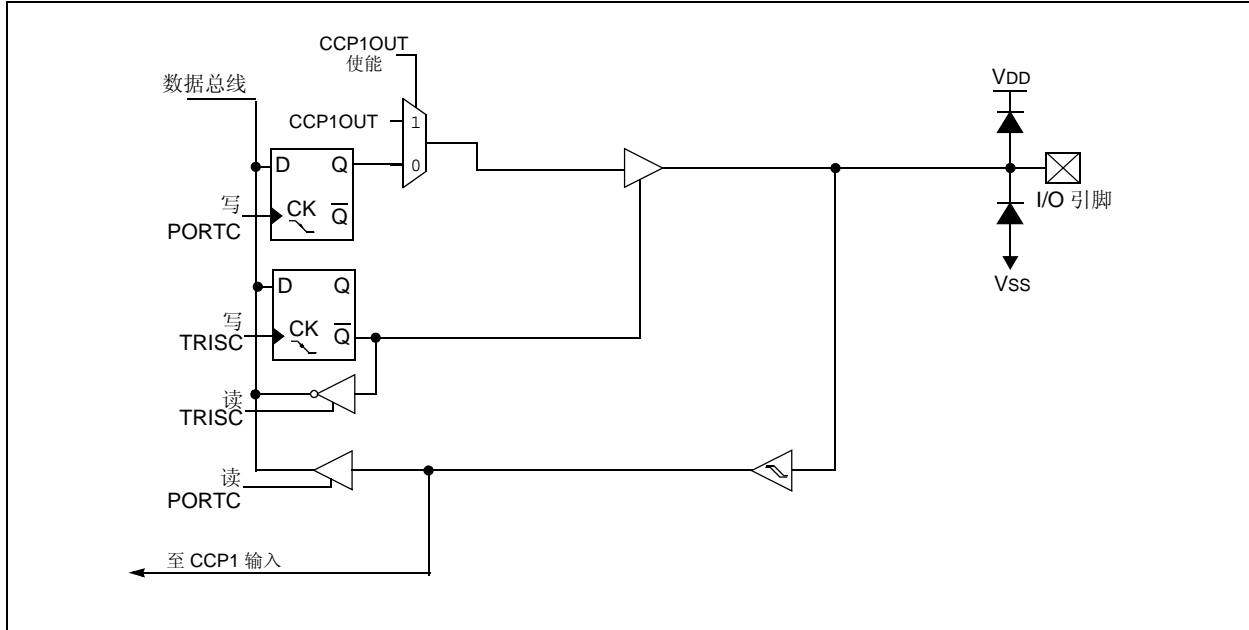 CCP1OUT
使能
数据总线
VDD
CCP1OUT
1
0
D
Q
CK
Q
写
PORTC
I/O 引脚
VSS
D
Q
CK
Q
写
TRISC
读
TRISC
读
PORTC
至 CCP1 输入